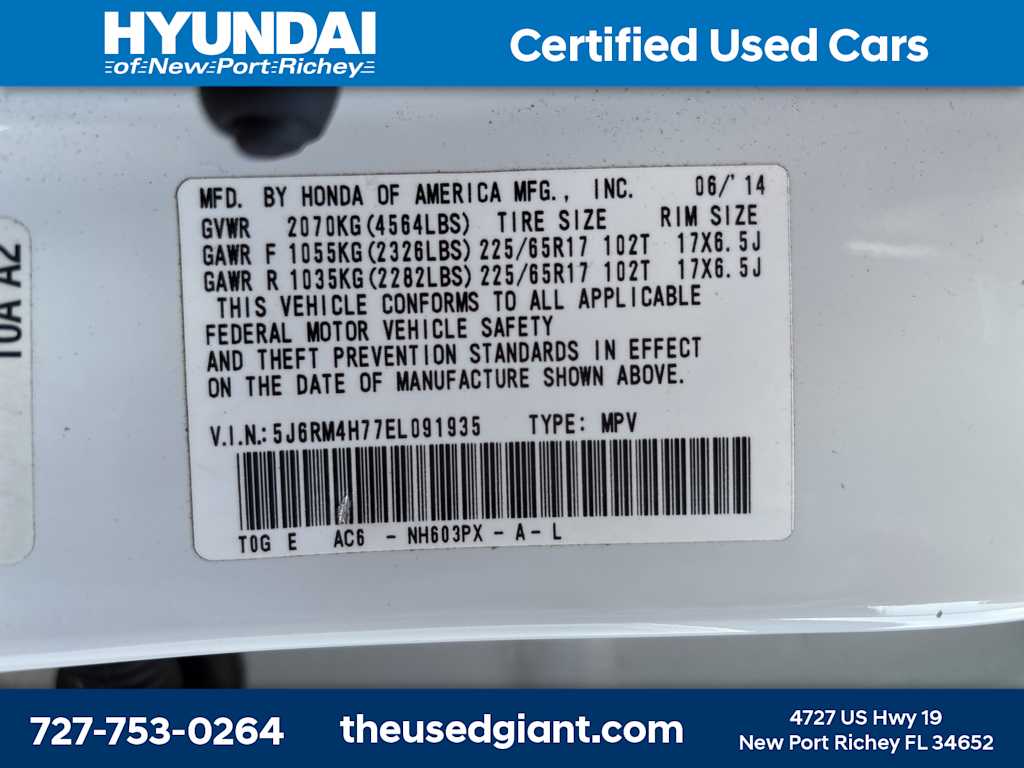 HYUNDAI
of New Port Richey
Certified Used Cars
MFD. BY HONDA OF AMERICA MFG., INC. 06/'14
GVWR 2070KG(4564LBS) TIRE SIZE RIM SIZE
GAWR F 1055KG(2326LBS) 225/65R17 102T 17X6.5J
GAWR R 1035KG(2282LBS) 225/65R17 102T 17X6.5J
THIS VEHICLE CONFORMS TO ALL APPLICABLE
FEDERAL MOTOR VEHICLE SAFETY
AND THEFT PREVENTION STANDARDS IN EFFECT
ON THE DATE OF MANUFACTURE SHOWN ABOVE.
V.I.N.: 5J6RM4H77EL091935 TYPE: MPV
T0G E AC6 - NH603PX - A - L
10A A2
727-753-0264
theusedgiant.com
4727 US Hwy 19
New Port Richey FL 34652